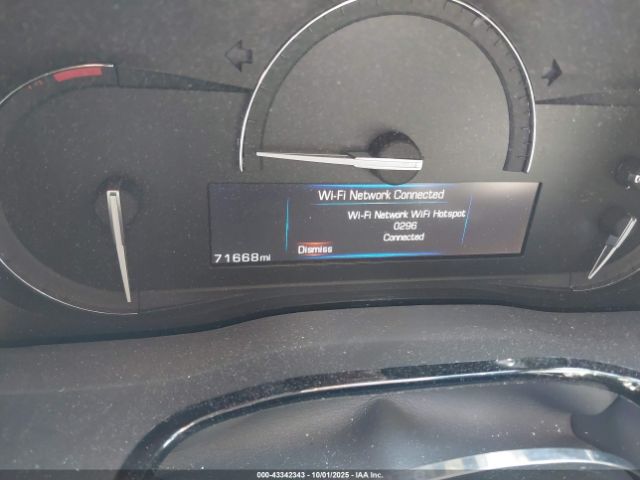 Wi-Fi Network Connected
Wi-Fi Network WiFi Hotspot
0296
Connected
Dismiss
71668mi
000-43342343 - 10/01/2025 - IAA Inc.